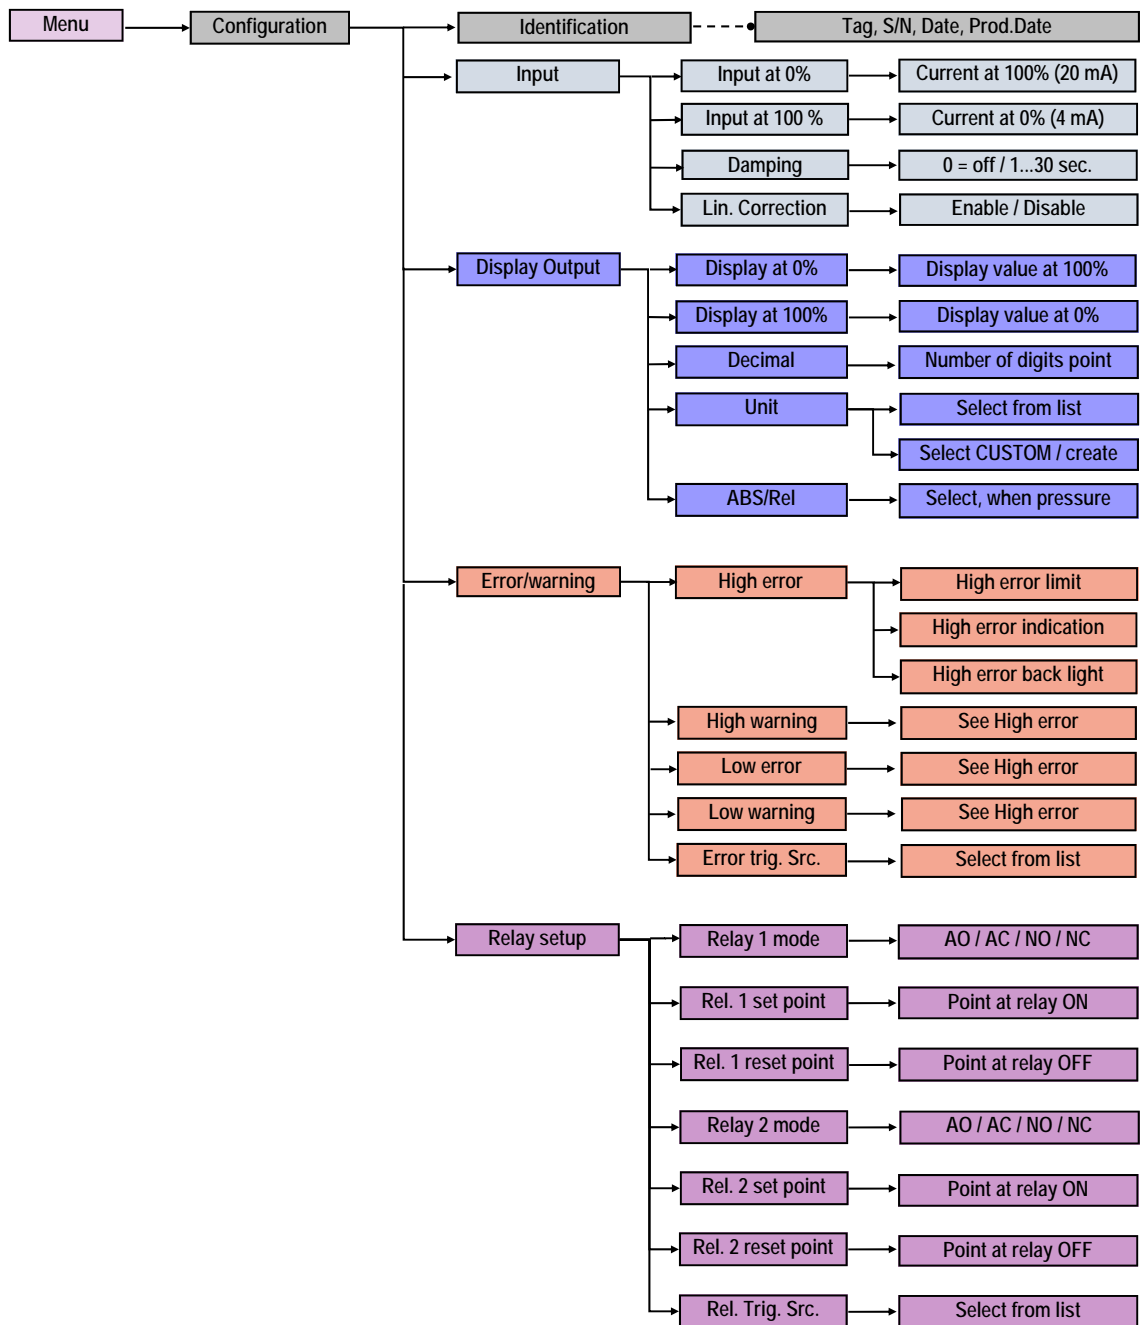 Menu
Configuration
Identification
Tag, S/N, Date, Prod.Date
Input
Input at 0%
Current at 100% (20 mA)
Input at 100 %
Current at 0% (4 mA)
Damping
0 = off / 1...30 sec.
Lin. Correction
Enable / Disable
Display Output
Display at 0%
Display value at 100%
Display at 100%
Display value at 0%
Decimal
Number of digits point
Unit
Select from list
Select CUSTOM / create
ABS/Rel
Select, when pressure
Error/warning
High error
High error limit
High error indication
High error back light
High warning
See High error
Low error
See High error
Low warning
See High error
Error trig. Src.
Select from list
Relay setup
Relay 1 mode
AO / AC / NO / NC
Rel. 1 set point
Point at relay ON
Rel. 1 reset point
Point at relay OFF
Relay 2 mode
AO / AC / NO / NC
Rel. 2 set point
Point at relay ON
Rel. 2 reset point
Point at relay OFF
Rel. Trig. Src.
Select from list